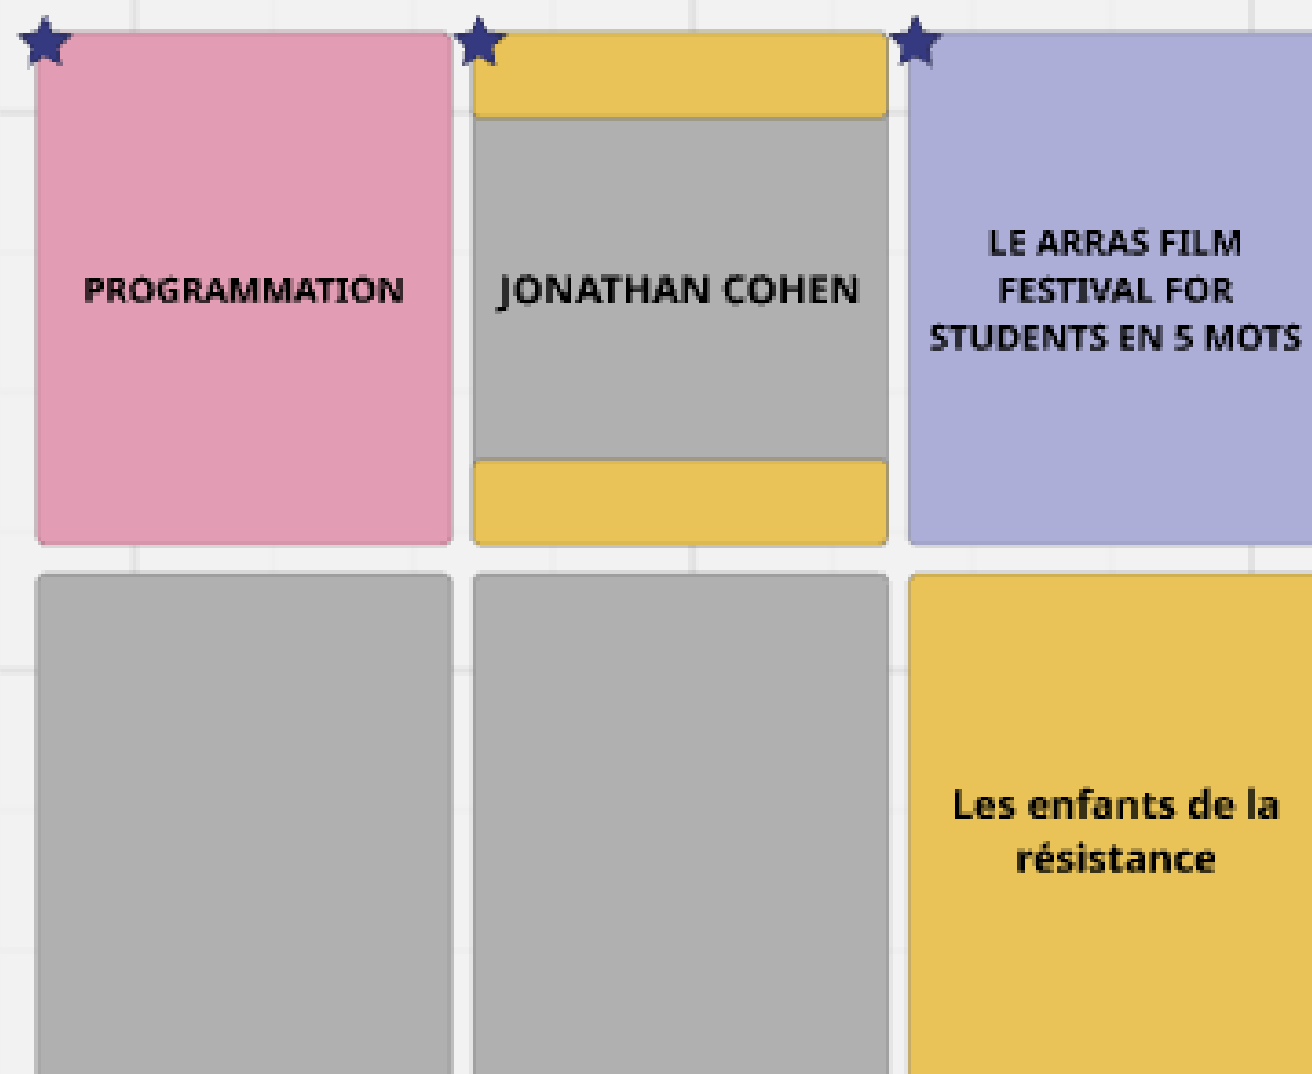 PROGRAMMATION
JONATHAN COHEN
LE ARRAS FILM
FESTIVAL FOR
STUDENTS EN 5 MOTS
Les enfants de la
résistance